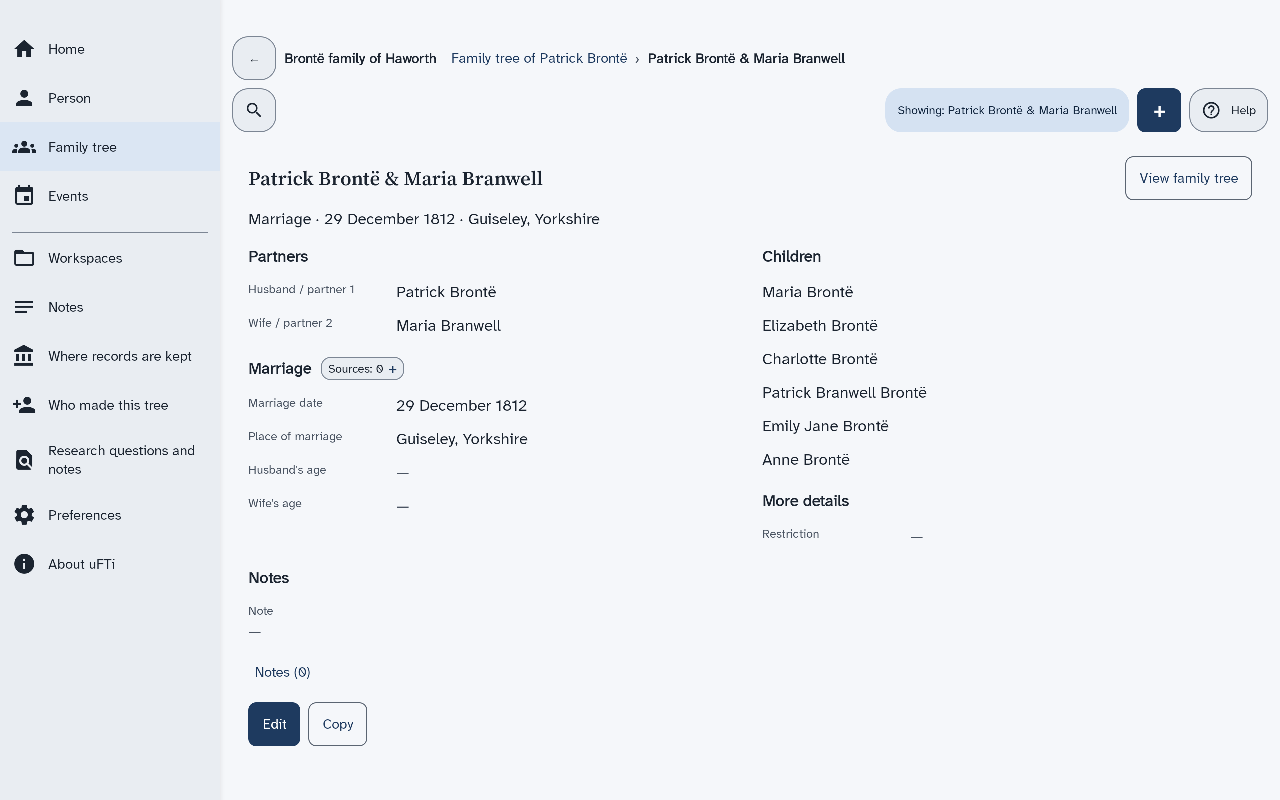 Home
Person
Family tree
Events
Workspaces
Notes
Where records are kept
Who made this tree
Research questions and
notes
Preferences
About uFTi
← Brontë family of Haworth Family tree of Patrick Brontë › Patrick Brontë & Maria Branwell
Showing: Patrick Brontë & Maria Branwell + Help
Patrick Brontë & Maria Branwell
View family tree
Marriage · 29 December 1812 · Guiseley, Yorkshire
Partners
Husband / partner 1 Patrick Brontë
Wife / partner 2 Maria Branwell
Marriage Sources: 0 +
Marriage date 29 December 1812
Place of marriage Guiseley, Yorkshire
Husband's age —
Wife's age —
Children
Maria Brontë
Elizabeth Brontë
Charlotte Brontë
Patrick Branwell Brontë
Emily Jane Brontë
Anne Brontë
More details
Restriction —
Notes
Note
—
Notes (0)
Edit Copy